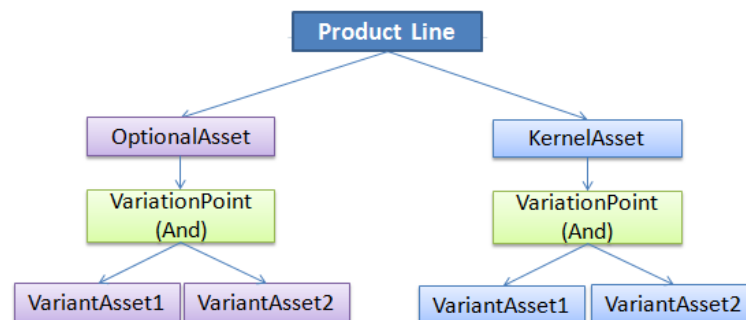 Product Line
OptionalAsset
KernelAsset
VariationPoint
(And)
VariationPoint
(And)
VariantAsset1
VariantAsset2
VariantAsset1
VariantAsset2